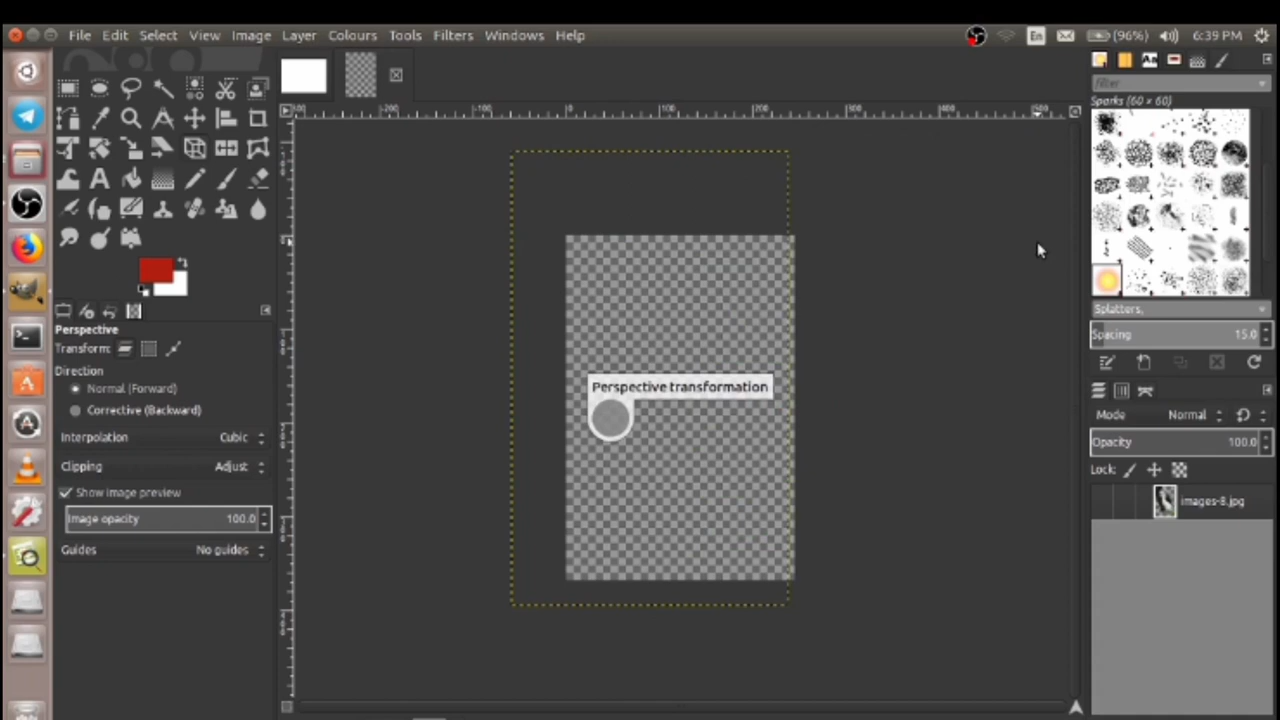 File Edit Select View Image Layer Colours Tools Filters Windows Help
En (96%) 6:39 PM
filter
Sparks (60 × 60)
Splatters,
Spacing 15.0
Perspective
Transform:
Direction
Normal (Forward)
Corrective (Backward)
Interpolation Cubic
Clipping Adjust
Show image preview
Image opacity 100.0
Guides No guides
Perspective transformation
Mode Normal
Opacity 100.0
Lock:
images-8.jpg